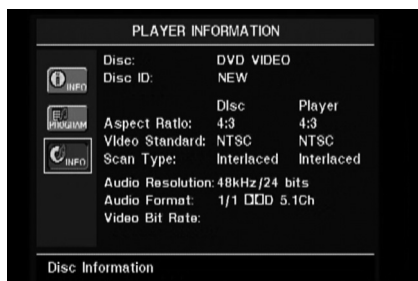 PLAYER INFORMATION
Disc: DVD VIDEO
Disc ID: NEW
INFO
Disc Player
PROGRAM
Aspect Ratio: 4:3 4:3
Video Standard: NTSC NTSC
INFO
Scan Type: Interlaced Interlaced
Audio Resolution: 48kHz/24 bits
Audio Format: 1/1 D 5.1Ch
Video Bit Rate:
Disc Information